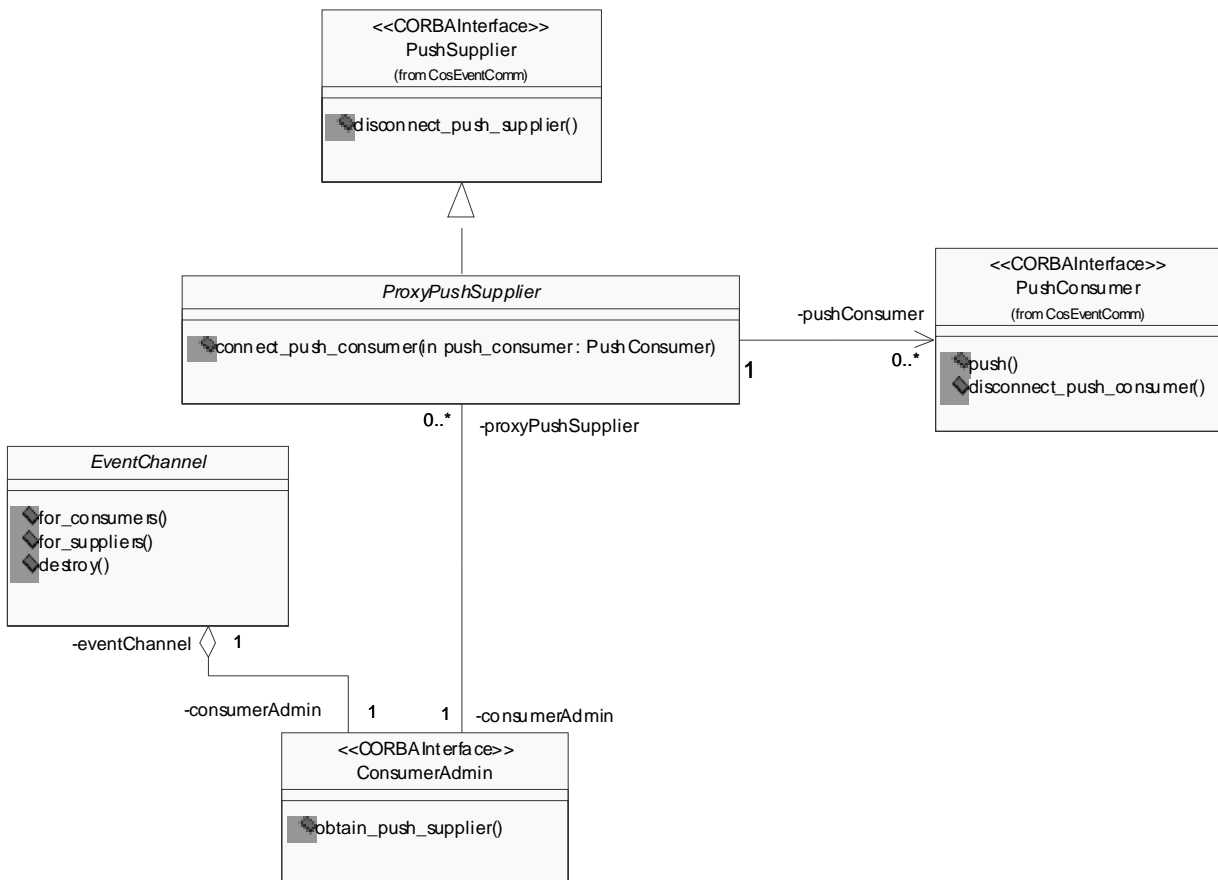 <<CORBAInterface>>
PushSupplier
(from CosEventComm)
disconnect_push_supplier()
ProxyPushSupplier
connect_push_consumer(in push_consumer : PushConsumer)
<<CORBAInterface>>
PushConsumer
(from CosEventComm)
push()
disconnect_push_consumer()
-pushConsumer
0..*
1
0..*
-proxyPushSupplier
EventChannel
for_consumers()
for_suppliers()
destroy()
-eventChannel
1
-consumerAdmin
1
1
-consumerAdmin
<<CORBAInterface>>
ConsumerAdmin
obtain_push_supplier()